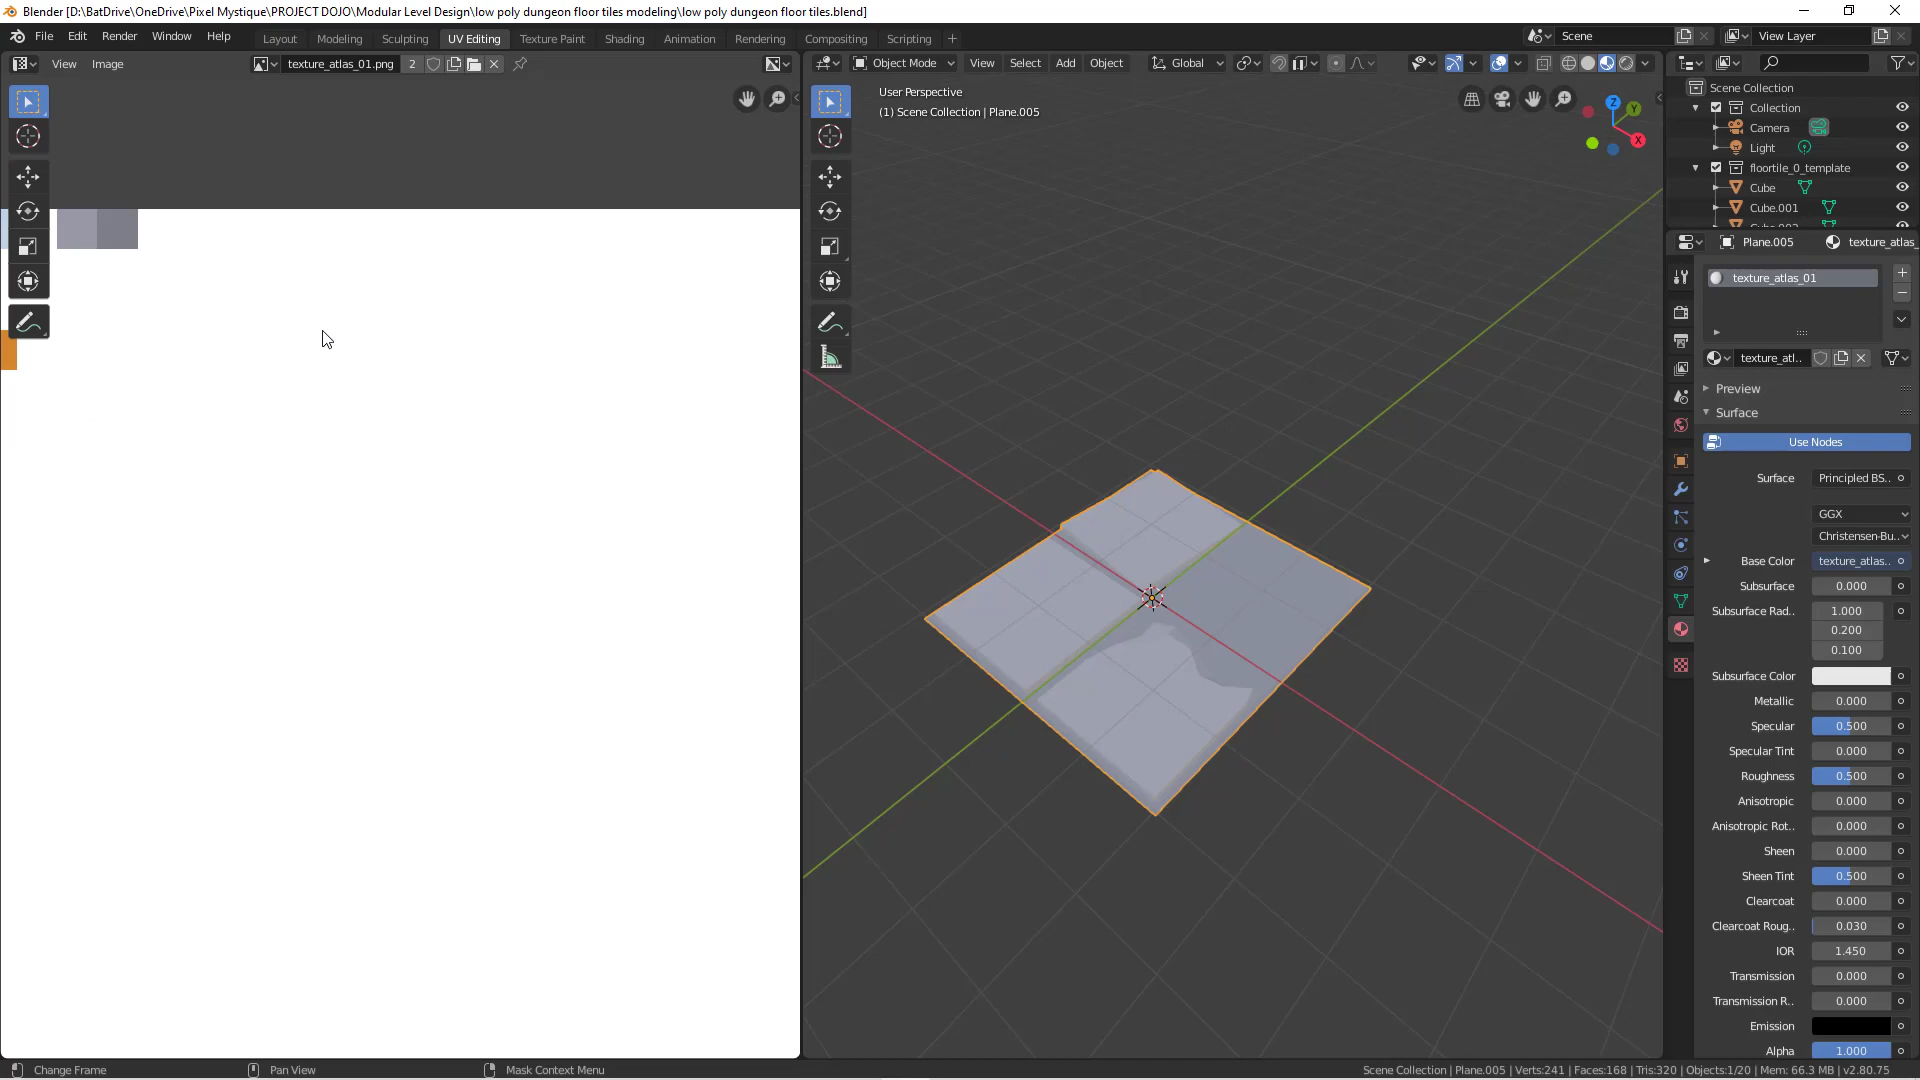 Blender [D:\BatDrive\OneDrive\Pixel Mystique\PROJECT DOJO\Modular Level Design\low poly dungeon floor tiles modeling\low poly dungeon floor tiles.blend]
File Edit Render Window Help Layout Modeling Sculpting UV Editing Texture Paint Shading Animation Rendering Compositing Scripting + Scene View Layer
View Image texture_atlas_01.png 2 Object Mode View Select Add Object Global
User Perspective
(1) Scene Collection | Plane.005
Z
Y
X
Scene Collection
Collection
Camera
Light
floortile_0_template
Cube
Cube.001
Plane.005 texture_atlas_
texture_atlas_01
texture_atl..
Preview
Surface
Use Nodes
Surface Principled BS..
GGX
Christensen-Bu..
Base Color texture_atlas..
Subsurface 0.000
Subsurface Rad.. 1.000
0.200
0.100
Subsurface Color
Metallic 0.000
Specular 0.500
Specular Tint 0.000
Roughness 0.500
Anisotropic 0.000
Anisotropic Rot.. 0.000
Sheen 0.000
Sheen Tint 0.500
Clearcoat 0.000
Clearcoat Roug.. 0.030
IOR 1.450
Transmission 0.000
Transmission R.. 0.000
Emission
Alpha 1.000
Change Frame Pan View Mask Context Menu Scene Collection | Plane.005 | Verts:241 | Faces:168 | Tris:320 | Objects:1/20 | Mem: 66.3 MB | v2.80.75